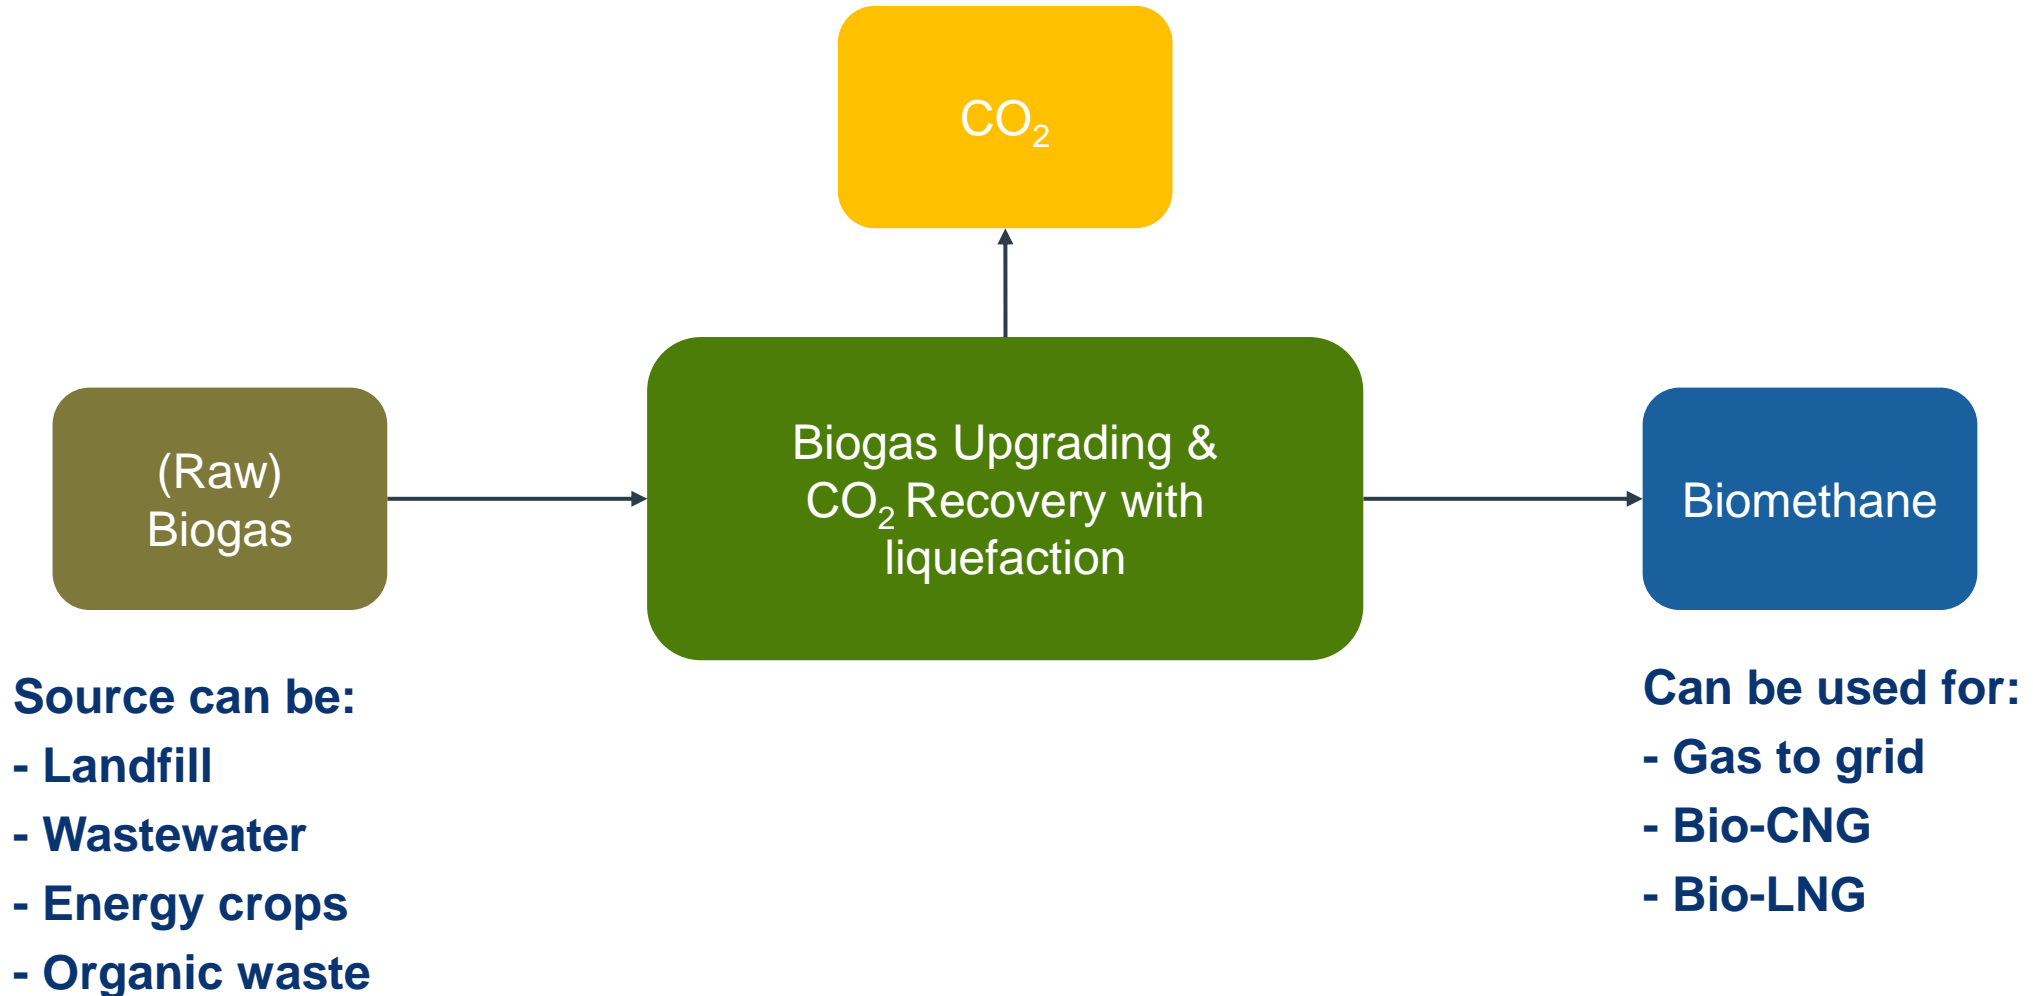 CO₂
(Raw)
Biogas
Biogas Upgrading &
CO₂ Recovery with
liquefaction
Biomethane
Source can be:
- Landfill
- Wastewater
- Energy crops
- Organic waste
Can be used for:
- Gas to grid
- Bio-CNG
- Bio-LNG